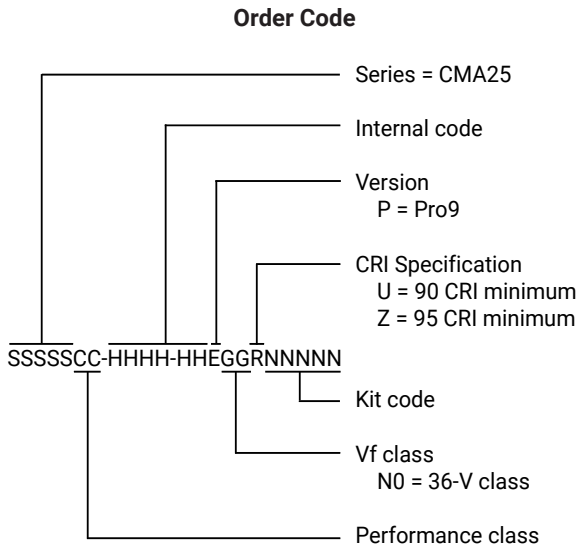 Order Code
Series = CMA25
Internal code
Version
P = Pro9
CRI Specification
U = 90 CRI minimum
Z = 95 CRI minimum
SSSSSCC-HHHH-HHEGGRNNNNN
Kit code
Vf class
N0 = 36-V class
Performance class